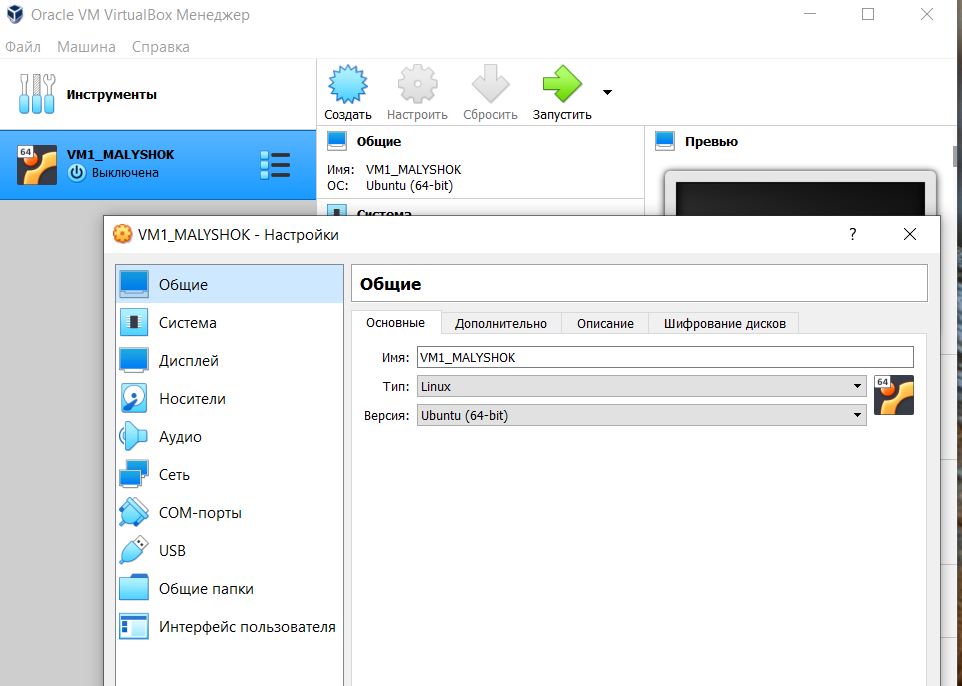 Oracle VM VirtualBox Менеджер
Файл Машина Справка
Инструменты
Создать Настроить Сбросить Запустить
64
VM1_MALYSHOK
Выключена
Общие
Имя: VM1_MALYSHOK
ОС: Ubuntu (64-bit)
Система
Превью
VM1_MALYSHOK - Настройки ?
Общие
Система
Дисплей
Носители
Аудио
Сеть
COM-порты
USB
Общие папки
Интерфейс пользователя
Общие
Основные Дополнительно Описание Шифрование дисков
Имя: VM1_MALYSHOK
Тип: Linux
64
Версия: Ubuntu (64-bit)